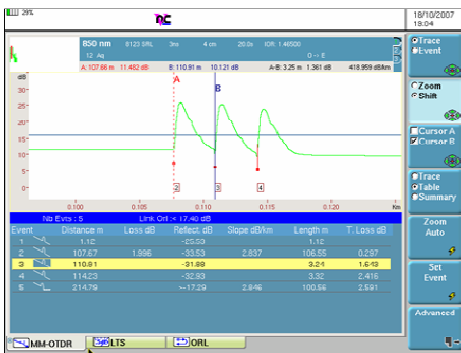 28%
18/10/2007
19:04
850 nm 8123 SRL 3ns 4 cm 20.0s IOR: 1.46500
12 Aq 0 -> E
A: 107.86 m 11.482 dB B: 110.91 m 10.121 dB A-B: 3.25 m 1.361 dB 418.959 dB/km
dB
A
B
30
25
20
15
10
5
0
2
3
4
0.100 0.105 0.110 0.115 0.120 Km
Nb Evts : 5 Link Orl :< 17.40 dB
Event Distance m Loss dB Reflect. dB Slope dB/km Length m T. Loss dB
1 1.12 1.12
2 107.67 1.996 -33.53 2.837 106.55 0.297
3 110.91 -31.89 3.24 1.643
4 114.23 -32.93 3.32 2.416
5 214.79 >-17.29 2.846 100.56 2.591
Trace
Event
Zoom
Shift
Cursor A
Cursor B
Trace
Table
Summary
Zoom
Auto
Set
Event
Advanced
MM-OTDR
LTS
ORL